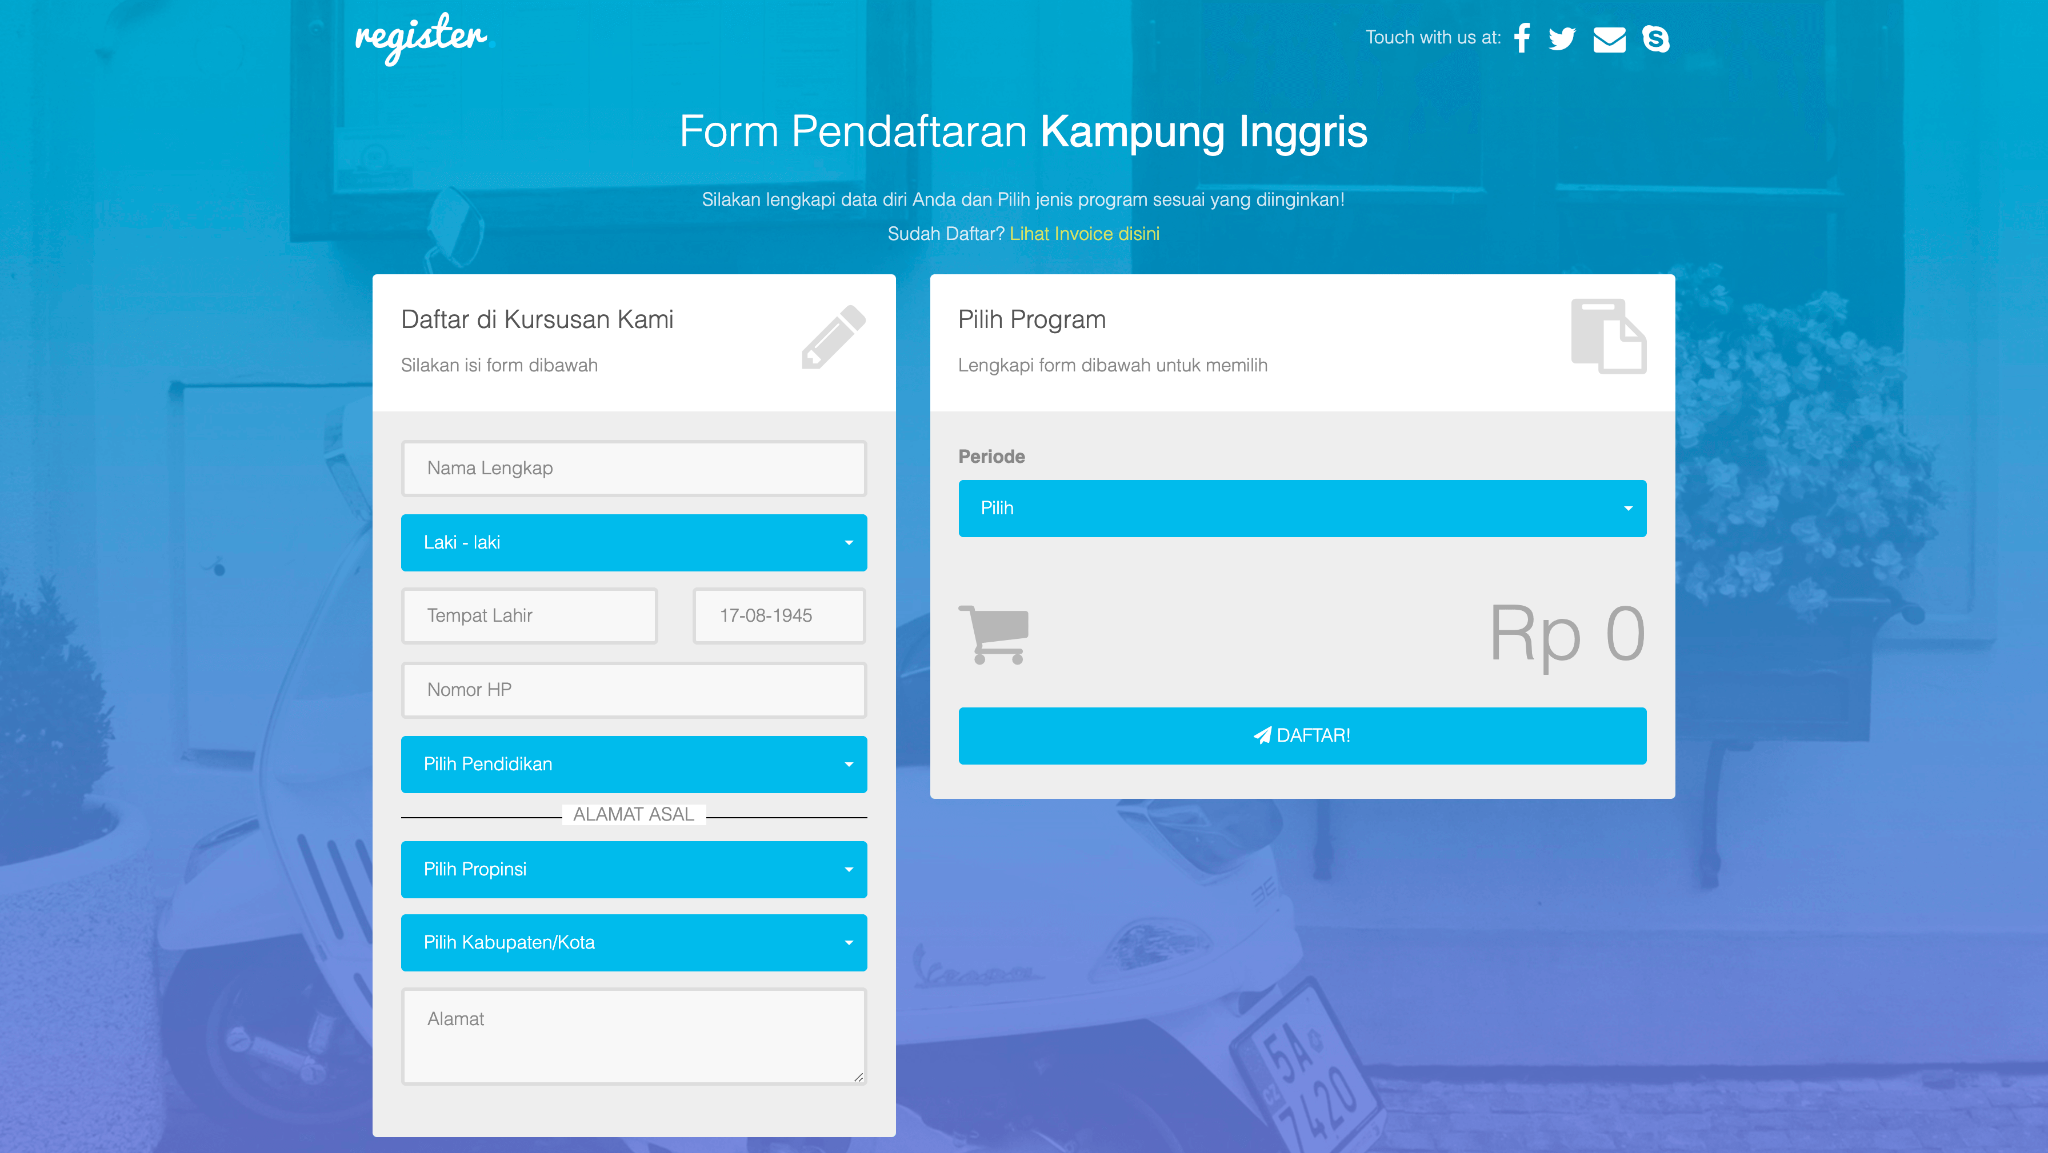 register.
Touch with us at:
Form Pendaftaran Kampung Inggris
Silakan lengkapi data diri Anda dan Pilih jenis program sesuai yang diinginkan!
Sudah Daftar? Lihat Invoice disini
Daftar di Kursusan Kami
Silakan isi form dibawah
Nama Lengkap
Laki - laki
Tempat Lahir
17-08-1945
Nomor HP
Pilih Pendidikan
ALAMAT ASAL
Pilih Propinsi
Pilih Kabupaten/Kota
Alamat
Pilih Program
Lengkapi form dibawah untuk memilih
Periode
Pilih
Rp 0
DAFTAR!
5A
7420